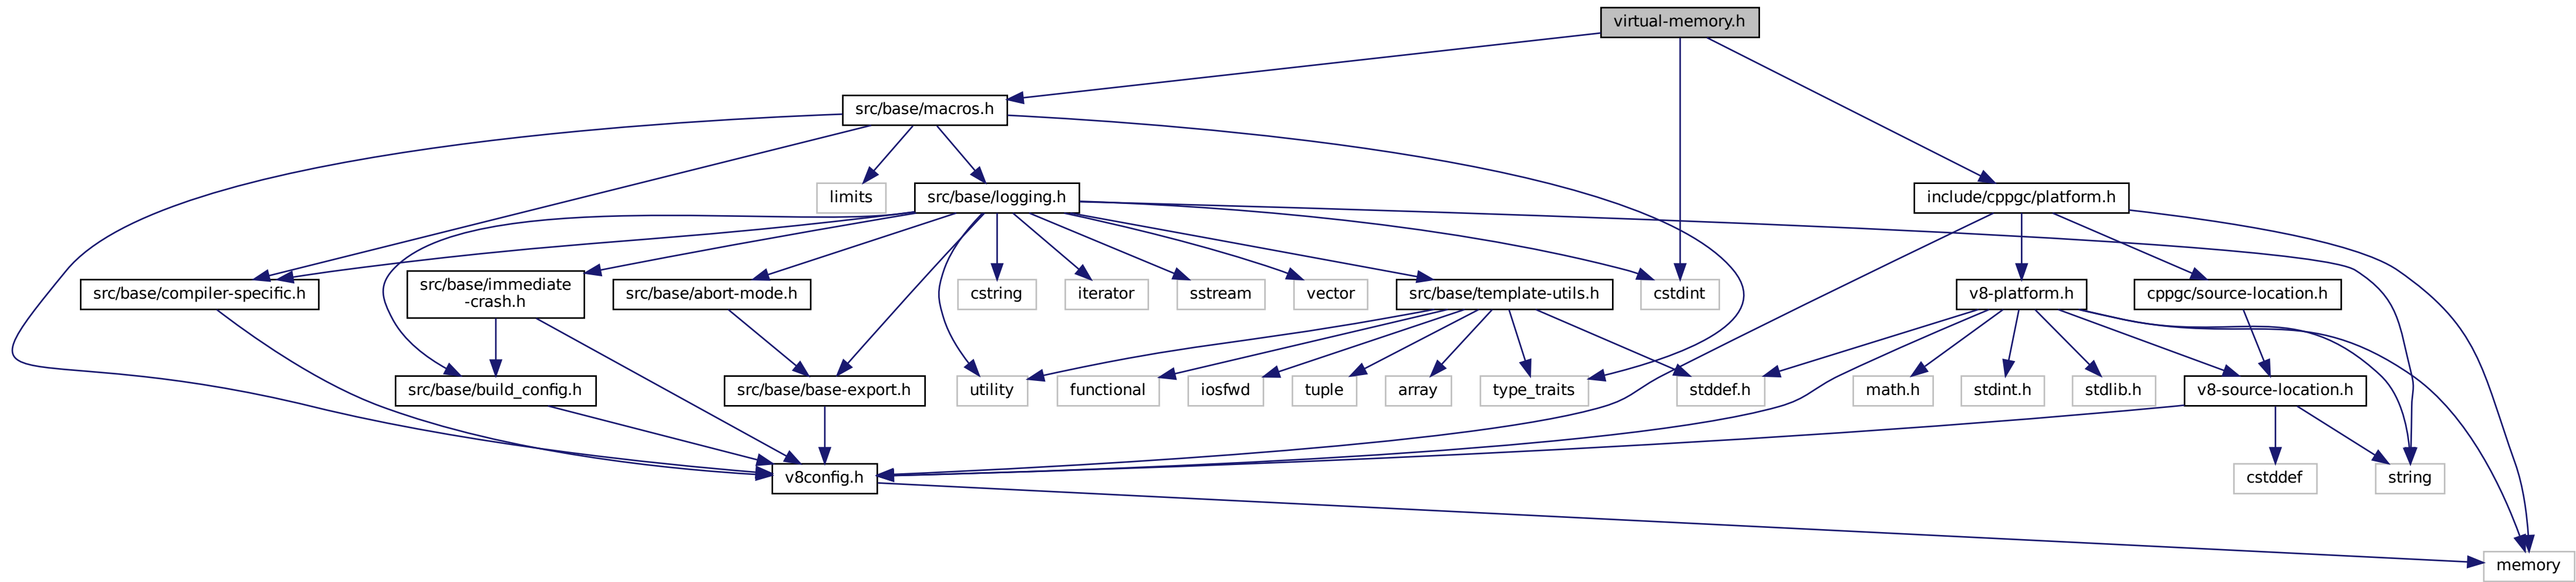 virtual-memory.h
src/base/macros.h
limits
src/base/logging.h
include/cppgc/platform.h
src/base/compiler-specific.h
src/base/immediate
-crash.h
src/base/abort-mode.h
cstring
iterator
sstream
vector
src/base/template-utils.h
cstdint
v8-platform.h
cppgc/source-location.h
src/base/build_config.h
src/base/base-export.h
utility
functional
iosfwd
tuple
array
type_traits
stddef.h
math.h
stdint.h
stdlib.h
v8-source-location.h
v8config.h
cstddef
string
memory